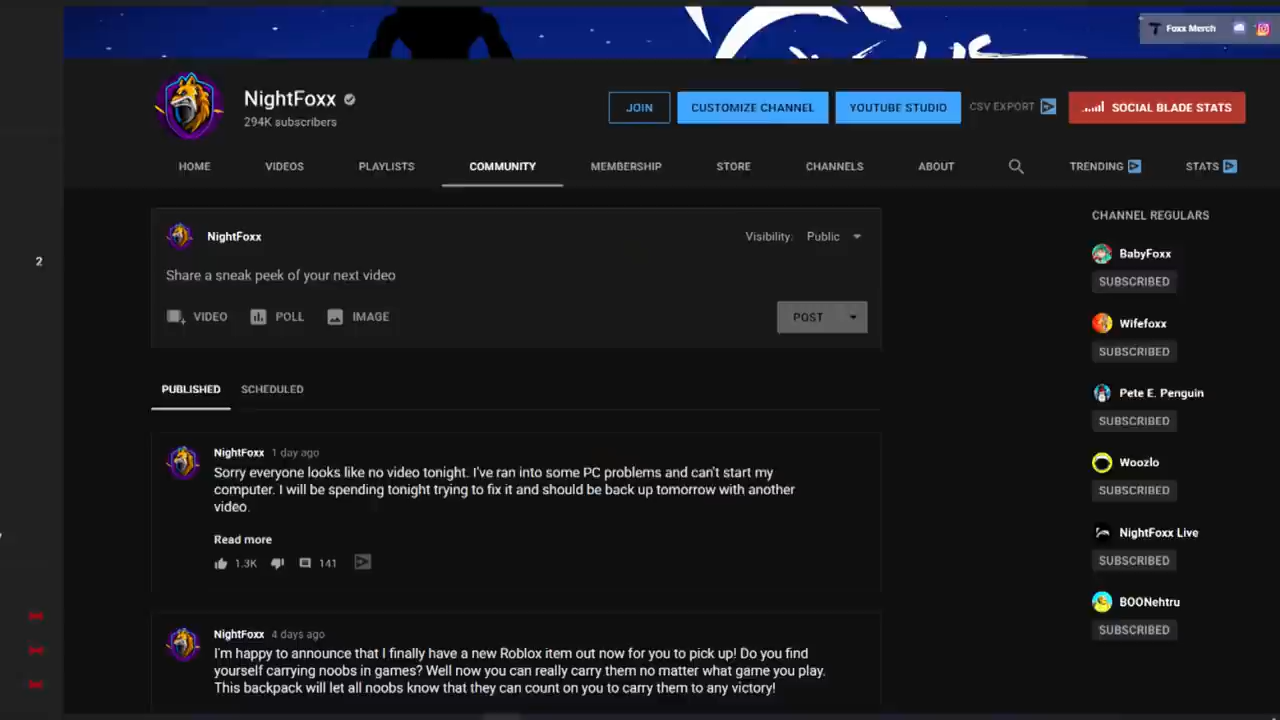 Foxx Merch
NightFoxx
294K subscribers
JOIN
CUSTOMIZE CHANNEL
YOUTUBE STUDIO
CSV EXPORT
SOCIAL BLADE STATS
HOME
VIDEOS
PLAYLISTS
COMMUNITY
MEMBERSHIP
STORE
CHANNELS
ABOUT
TRENDING
STATS
2
NightFoxx
Visibility: Public
Share a sneak peek of your next video
VIDEO
POLL
IMAGE
POST
PUBLISHED
SCHEDULED
NightFoxx 1 day ago
Sorry everyone looks like no video tonight. I've ran into some PC problems and can't start my
computer. I will be spending tonight trying to fix it and should be back up tomorrow with another
video.
Read more
1.3K
141
NightFoxx 4 days ago
I'm happy to announce that I finally have a new Roblox item out now for you to pick up! Do you find
yourself carrying noobs in games? Well now you can really carry them no matter what game you play.
This backpack will let all noobs know that they can count on you to carry them to any victory!
CHANNEL REGULARS
BabyFoxx
SUBSCRIBED
Wifefoxx
SUBSCRIBED
Pete E. Penguin
SUBSCRIBED
Woozlo
SUBSCRIBED
NightFoxx Live
SUBSCRIBED
BOONehtru
SUBSCRIBED